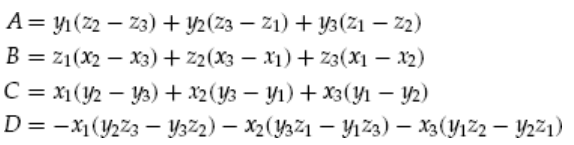 A = y₁(z₂ − z₃) + y₂(z₃ − z₁) + y₃(z₁ − z₂)
B = z₁(x₂ − x₃) + z₂(x₃ − x₁) + z₃(x₁ − x₂)
C = x₁(y₂ − y₃) + x₂(y₃ − y₁) + x₃(y₁ − y₂)
D = −x₁(y₂z₃ − y₃z₂) − x₂(y₃z₁ − y₁z₃) − x₃(y₁z₂ − y₂z₁)